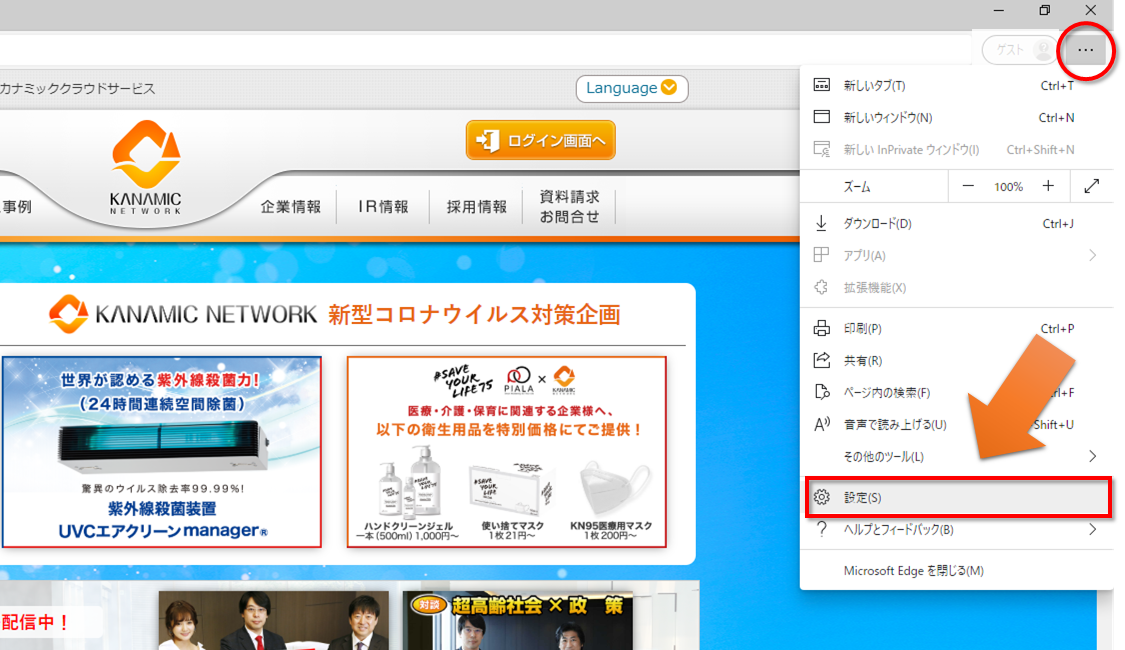 ゲスト
…
カナミッククラウドサービス
Language
ログイン画面へ
KANAMIC
NETWORK
事例
企業情報
IR情報
採用情報
資料請求
お問合せ
KANAMIC NETWORK 新型コロナウイルス対策企画
世界が認める紫外線殺菌力!
(24時間連続空間除菌)
驚異のウイルス除去率99.99%!
紫外線殺菌装置
UVCエアクリーンmanager®
#SAVE YOUR LIFE75
PIALA
×
KANAMIC
医療・介護・保育に関連する企業様へ、
以下の衛生用品を特別価格にてご提供!
ハンドクリーンジェル
一本(500ml)1,000円~
使い捨てマスク
1枚21円~
KN95医療用マスク
1枚200円~
配信中!
対談 超高齢社会×政 策
新しいタブ(T) Ctrl+T
新しいウィンドウ(N) Ctrl+N
新しい InPrivate ウィンドウ(I) Ctrl+Shift+N
ズーム — 100% +
ダウンロード(D) Ctrl+J
アプリ(A)
拡張機能(X)
印刷(P) Ctrl+P
共有(R)
ページ内の検索(F) Ctrl+F
音声で読み上げる(U) Shift+U
その他のツール(L)
設定(S)
ヘルプとフィードバック(B)
Microsoft Edge を閉じる(M)